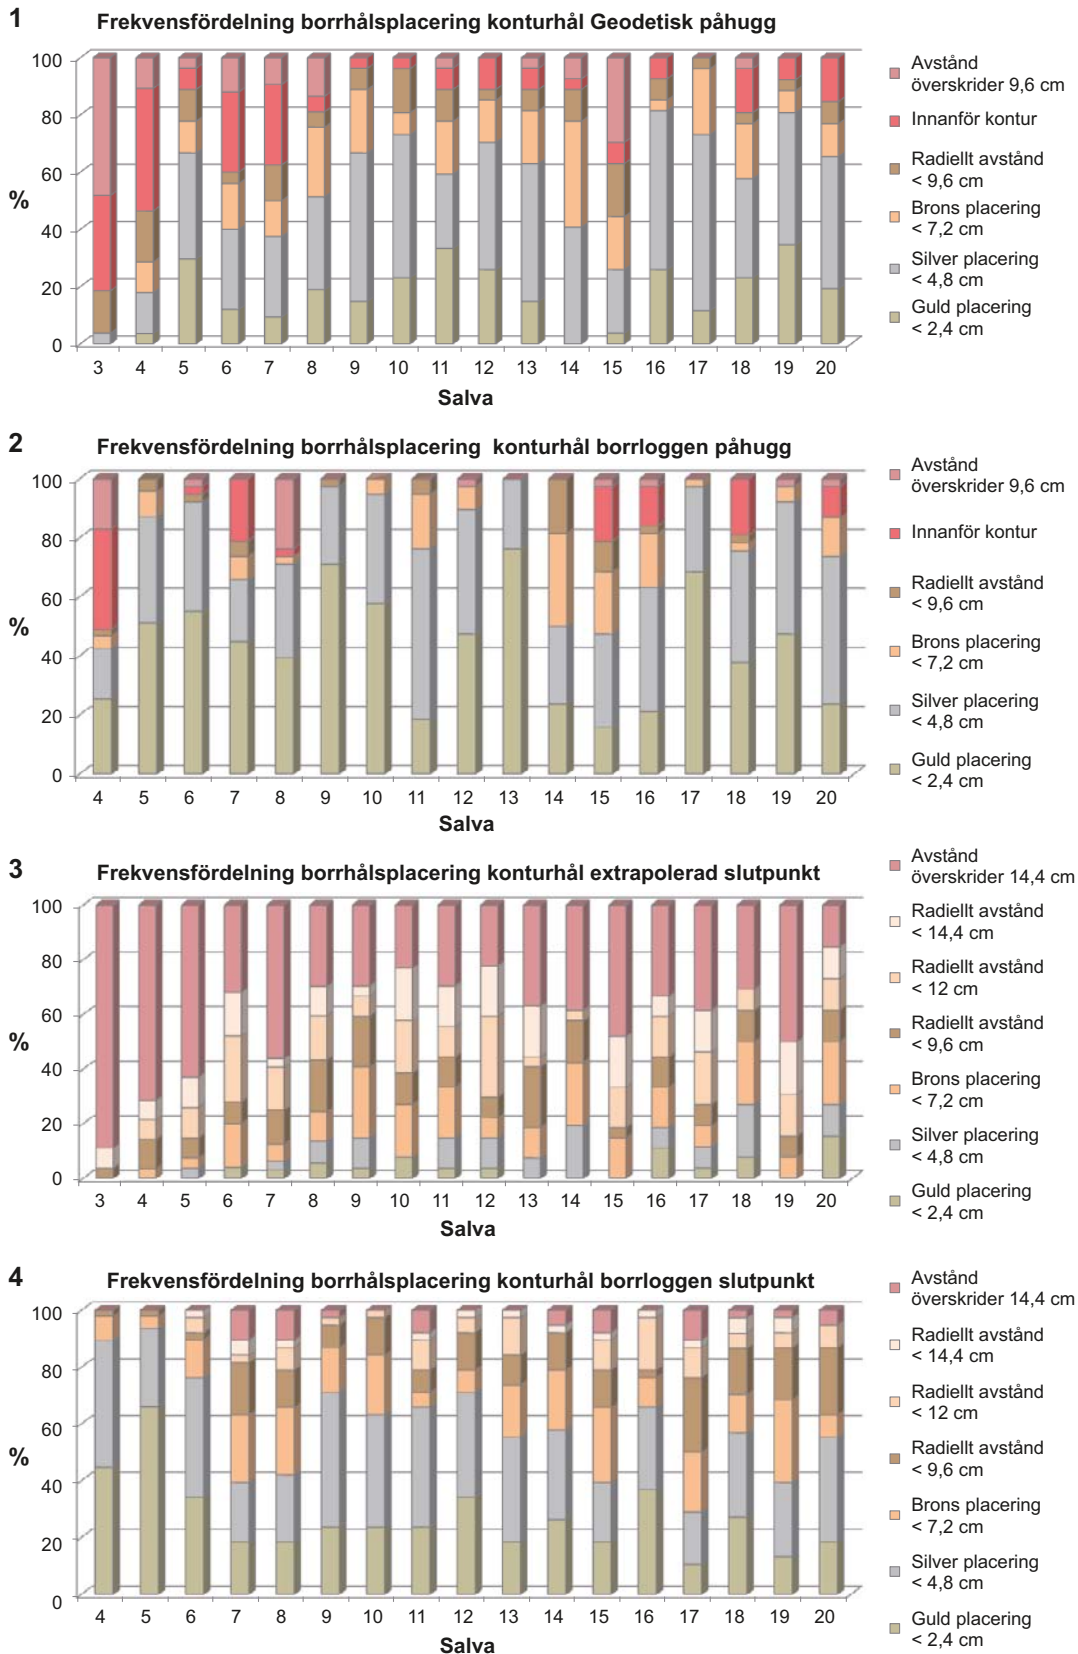 1
Frekvensfördelning borrhålsplacering konturhål Geodetisk påhugg
100
80
60
%
40
20
0
3 4 5 6 7 8 9 10 11 12 13 14 15 16 17 18 19 20
Salva
Avstånd
överskrider 9,6 cm
Innanför kontur
Radiellt avstånd
< 9,6 cm
Brons placering
< 7,2 cm
Silver placering
< 4,8 cm
Guld placering
< 2,4 cm
2
Frekvensfördelning borrhålsplacering konturhål borrloggen påhugg
100
80
60
%
40
20
0
4 5 6 7 8 9 10 11 12 13 14 15 16 17 18 19 20
Salva
Avstånd
överskrider 9,6 cm
Innanför kontur
Radiellt avstånd
< 9,6 cm
Brons placering
< 7,2 cm
Silver placering
< 4,8 cm
Guld placering
< 2,4 cm
3
Frekvensfördelning borrhålsplacering konturhål extrapolerad slutpunkt
100
80
60
%
40
20
0
3 4 5 6 7 8 9 10 11 12 13 14 15 16 17 18 19 20
Salva
Avstånd
överskrider 14,4 cm
Radiellt avstånd
< 14,4 cm
Radiellt avstånd
< 12 cm
Radiellt avstånd
< 9,6 cm
Brons placering
< 7,2 cm
Silver placering
< 4,8 cm
Guld placering
< 2,4 cm
4
Frekvensfördelning borrhålsplacering konturhål borrloggen slutpunkt
100
80
60
%
40
20
0
4 5 6 7 8 9 10 11 12 13 14 15 16 17 18 19 20
Salva
Avstånd
överskrider 14,4 cm
Radiellt avstånd
< 14,4 cm
Radiellt avstånd
< 12 cm
Radiellt avstånd
< 9,6 cm
Brons placering
< 7,2 cm
Silver placering
< 4,8 cm
Guld placering
< 2,4 cm